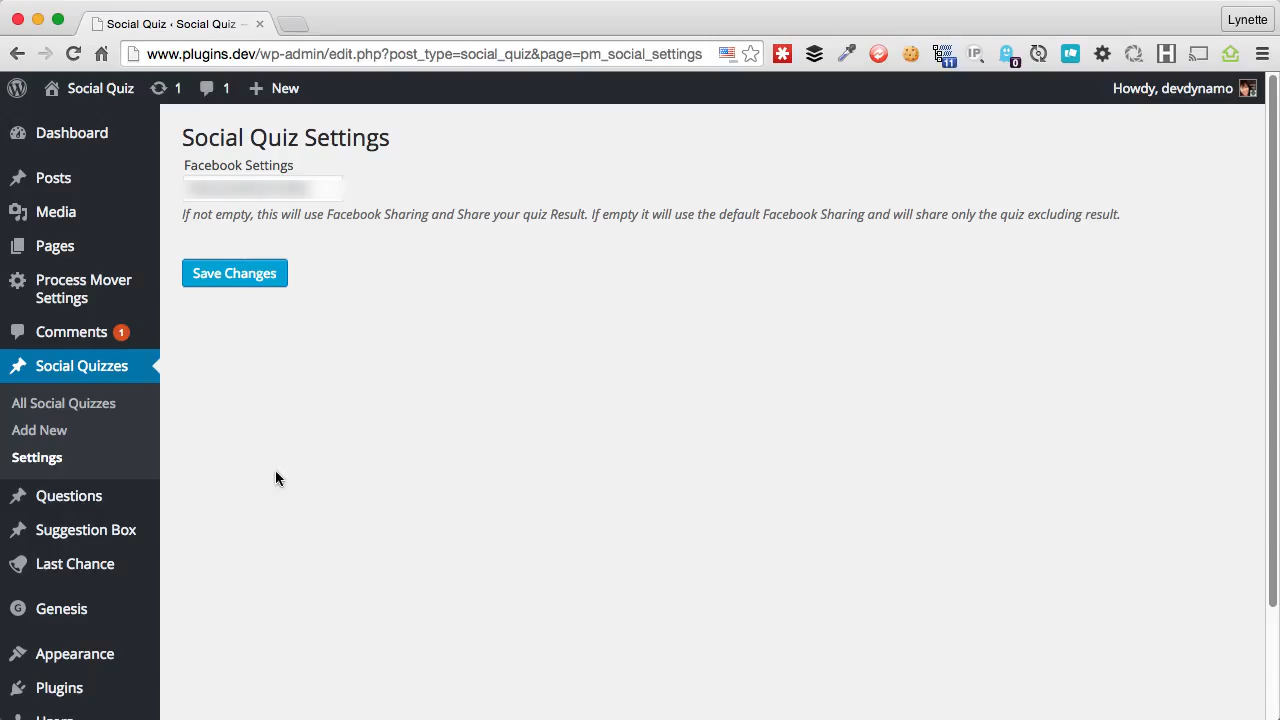 Social Quiz ‹ Social Quiz —
Lynette
www.plugins.dev/wp-admin/edit.php?post_type=social_quiz&page=pm_social_settings
11
IP
0
Social Quiz
1
1
New
Howdy, devdynamo
Dashboard
Posts
Media
Pages
Process Mover
Settings
Comments 1
Social Quizzes
All Social Quizzes
Add New
Settings
Questions
Suggestion Box
Last Chance
Genesis
Appearance
Plugins
Users
Social Quiz Settings
Facebook Settings
If not empty, this will use Facebook Sharing and Share your quiz Result. If empty it will use the default Facebook Sharing and will share only the quiz excluding result.
Save Changes